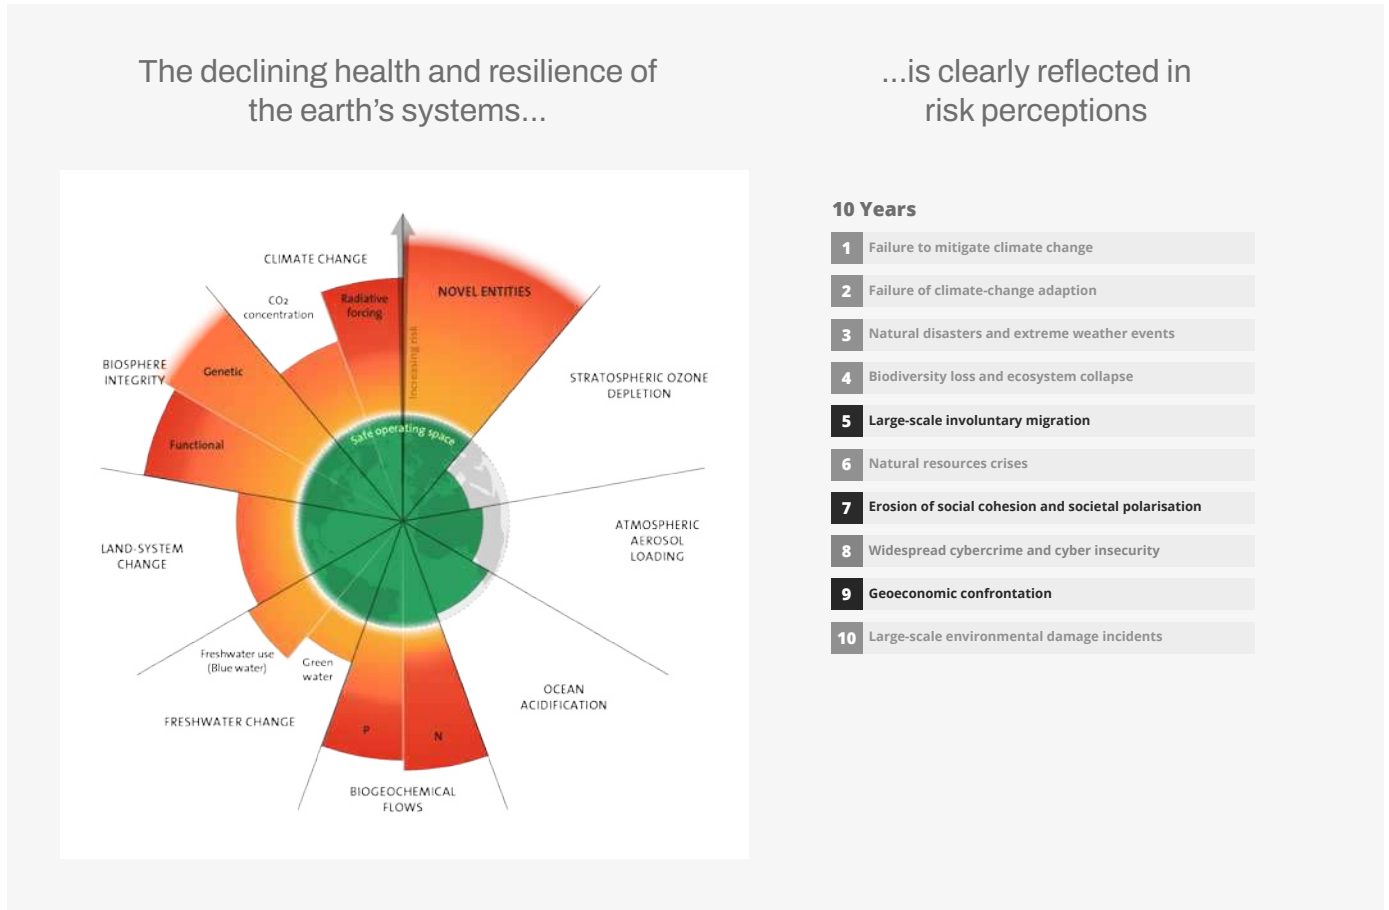 The declining health and resilience of
the earth’s systems...
...is clearly reflected in
risk perceptions
CLIMATE CHANGE
CO₂
concentration
Radiative
forcing
NOVEL ENTITIES
Increasing risk
BIOSPHERE
INTEGRITY
Genetic
Functional
STRATOSPHERIC OZONE
DEPLETION
Safe operating space
ATMOSPHERIC
AEROSOL
LOADING
LAND-SYSTEM
CHANGE
Freshwater use
(Blue water)
Green
water
FRESHWATER CHANGE
OCEAN
ACIDIFICATION
P
N
BIOGEOCHEMICAL
FLOWS
10 Years
1 Failure to mitigate climate change
2 Failure of climate-change adaption
3 Natural disasters and extreme weather events
4 Biodiversity loss and ecosystem collapse
5 Large-scale involuntary migration
6 Natural resources crises
7 Erosion of social cohesion and societal polarisation
8 Widespread cybercrime and cyber insecurity
9 Geoeconomic confrontation
10 Large-scale environmental damage incidents